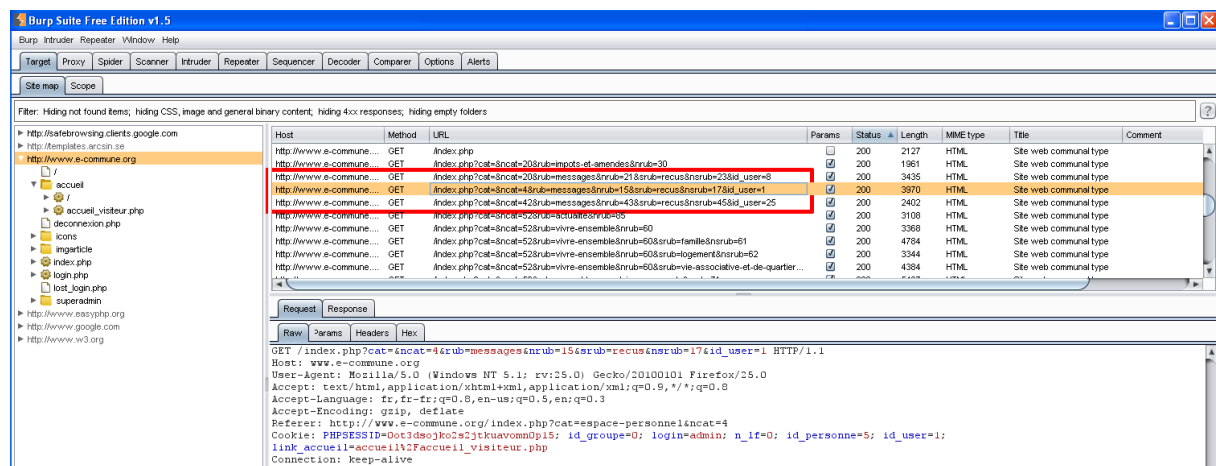 Burp Suite Free Edition v1.5
Burp Intruder Repeater Window Help
Target Proxy Spider Scanner Intruder Repeater Sequencer Decoder Comparer Options Alerts
Site map Scope
Filter: Hiding not found items; hiding CSS, image and general binary content; hiding 4xx responses; hiding empty folders ?
http://safebrowsing.clients.google.com
http://templates.arcsin.se
http://www.e-commune.org
/
accueil
/
accueil_visiteur.php
deconnexion.php
icons
imgarticle
index.php
login.php
lost_login.php
superadmin
http://www.easyphp.org
http://www.google.com
http://www.w3.org
Host Method URL Params Status Length MIME type Title Comment
http://www.e-commune.... GET /index.php 200 2127 HTML Site web communal type
http://www.e-commune.... GET /index.php?cat=&ncat=20&rub=impots-et-amendes&nrub=30 200 1961 HTML Site web communal type
http://www.e-commune.... GET /index.php?cat=&ncat=20&rub=messages&nrub=21&srub=recus&nsrub=23&id_user=8 200 3435 HTML Site web communal type
http://www.e-commune.... GET /index.php?cat=&ncat=4&rub=messages&nrub=15&srub=recus&nsrub=17&id_user=1 200 3970 HTML Site web communal type
http://www.e-commune.... GET /index.php?cat=&ncat=42&rub=messages&nrub=43&srub=recus&nsrub=45&id_user=25 200 2402 HTML Site web communal type
http://www.e-commune.... GET /index.php?cat=&ncat=52&rub=actualite&nrub=85 200 3108 HTML Site web communal type
http://www.e-commune.... GET /index.php?cat=&ncat=52&rub=vivre-ensemble&nrub=60 200 3368 HTML Site web communal type
http://www.e-commune.... GET /index.php?cat=&ncat=52&rub=vivre-ensemble&nrub=60&srub=famille&nsrub=61 200 4784 HTML Site web communal type
http://www.e-commune.... GET /index.php?cat=&ncat=52&rub=vivre-ensemble&nrub=60&srub=logement&nsrub=62 200 3344 HTML Site web communal type
http://www.e-commune.... GET /index.php?cat=&ncat=52&rub=vivre-ensemble&nrub=60&srub=vie-associative-et-de-quartier... 200 4384 HTML Site web communal type
Request Response
Raw Params Headers Hex
GET /index.php?cat=&ncat=4&rub=messages&nrub=15&srub=recus&nsrub=17&id_user=1 HTTP/1.1
Host: www.e-commune.org
User-Agent: Mozilla/5.0 (Windows NT 5.1; rv:25.0) Gecko/20100101 Firefox/25.0
Accept: text/html,application/xhtml+xml,application/xml;q=0.9,*/*;q=0.8
Accept-Language: fr,fr-fr;q=0.8,en-us;q=0.5,en;q=0.3
Accept-Encoding: gzip, deflate
Referer: http://www.e-commune.org/index.php?cat=espace-personnel&ncat=4
Cookie: PHPSESSID=0ot3dsojko2s2jtkuavomn0p15; id_groupe=0; login=admin; n_lf=0; id_personne=5; id_user=1;
link_accueil=accueil%2Faccueil_visiteur.php
Connection: keep-alive